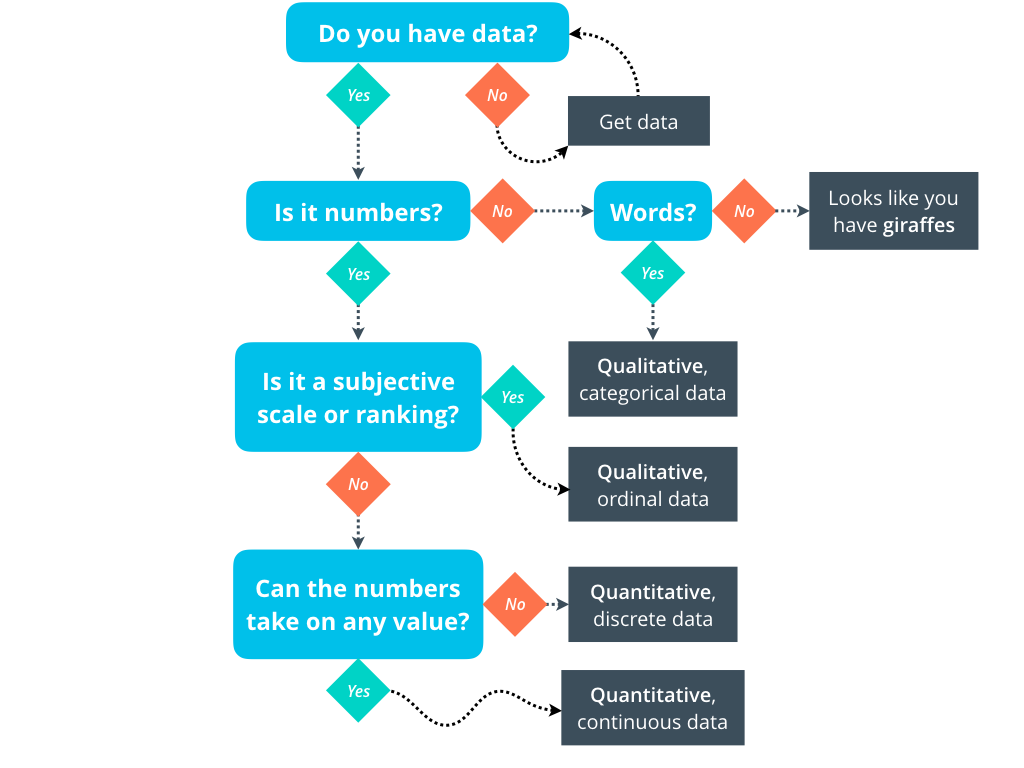 Do you have data?
Yes
No
Get data
Is it numbers?
No
Words?
No
Looks like you
have giraffes
Yes
Yes
Is it a subjective
scale or ranking?
Yes
Qualitative,
categorical data
No
Qualitative,
ordinal data
Can the numbers
take on any value?
No
Quantitative,
discrete data
Yes
Quantitative,
continuous data